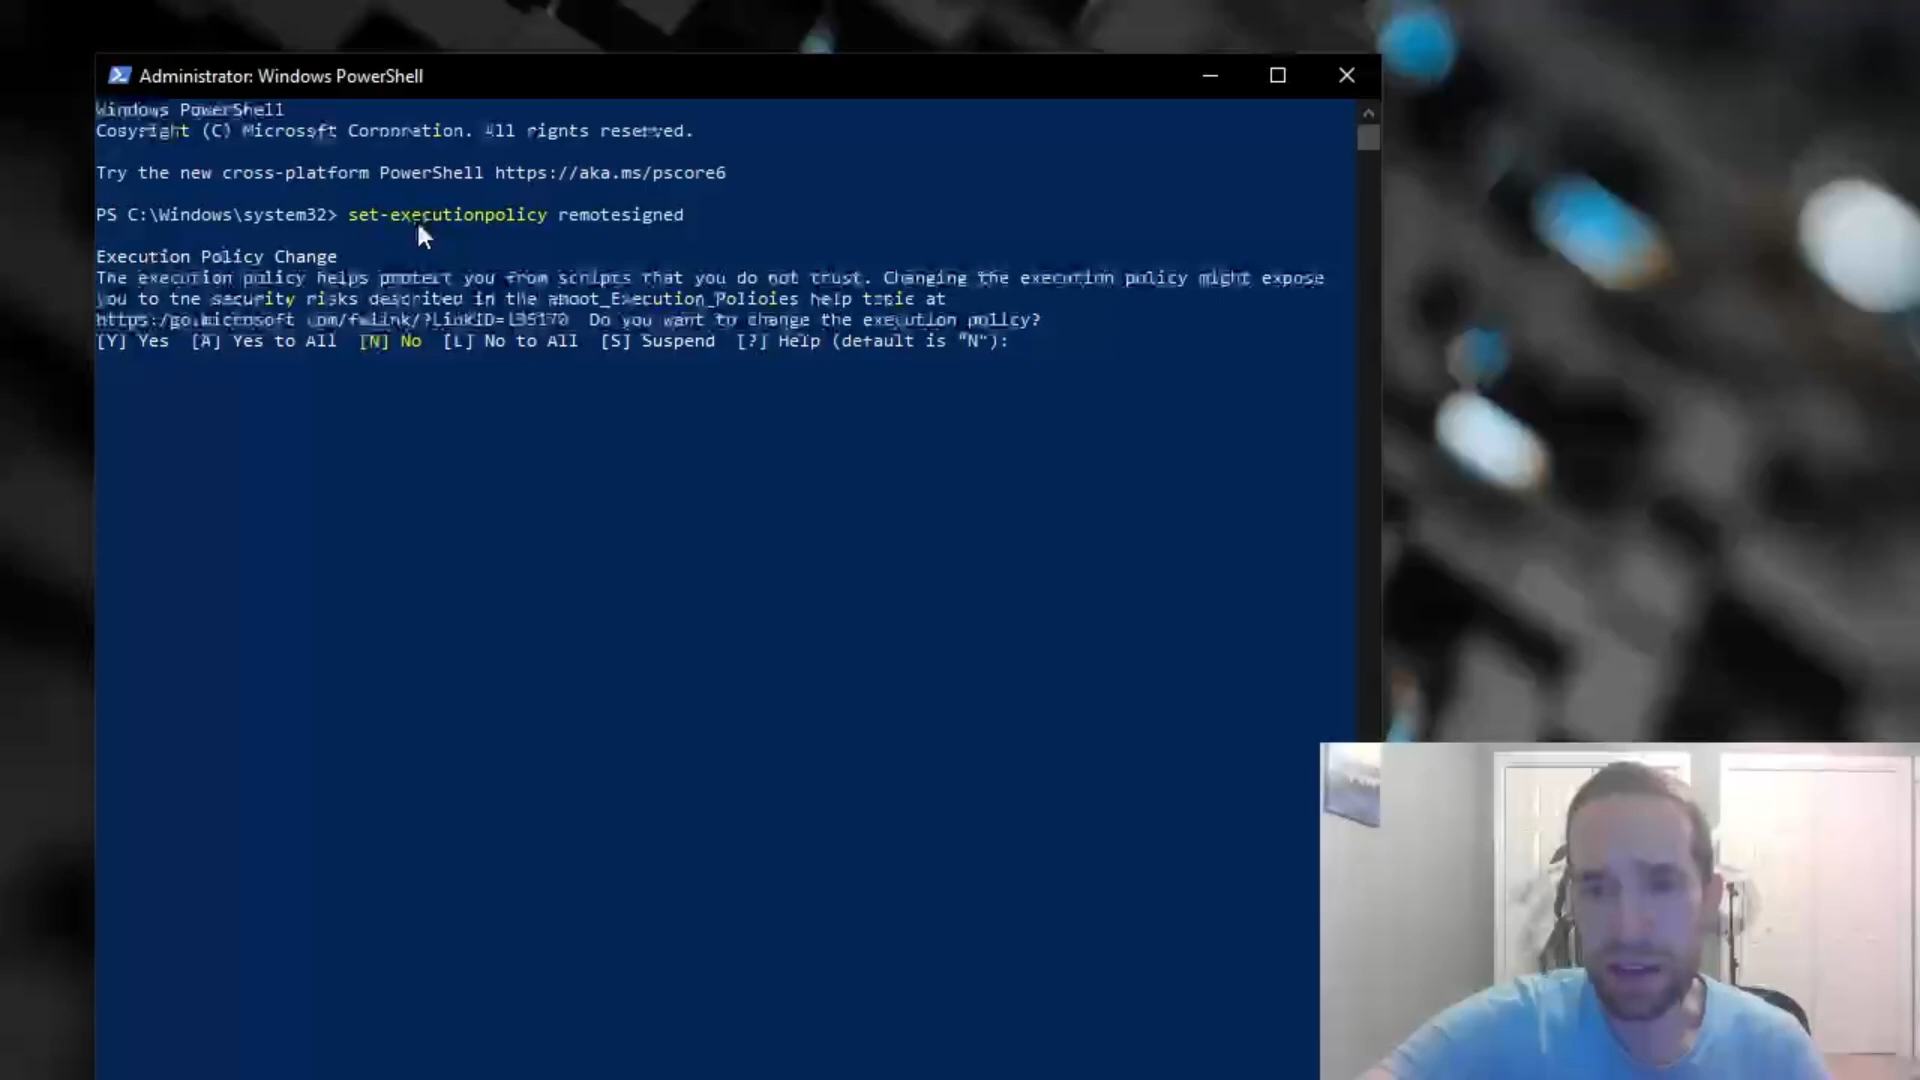 Administrator: Windows PowerShell
Windows PowerShell
Copyright (C) Microsoft Corporation. All rights reserved.
Try the new cross-platform PowerShell https://aka.ms/pscore6
PS C:\Windows\system32> set-executionpolicy remotesigned
Execution Policy Change
The execution policy helps protect you from scripts that you do not trust. Changing the execution policy might expose
you to the security risks described in the about_Execution_Policies help topic at
Do you want to change the execution policy?
[Y] Yes [A] Yes to All [N] No [L] No to All [S] Suspend [?] Help (default is "N"):